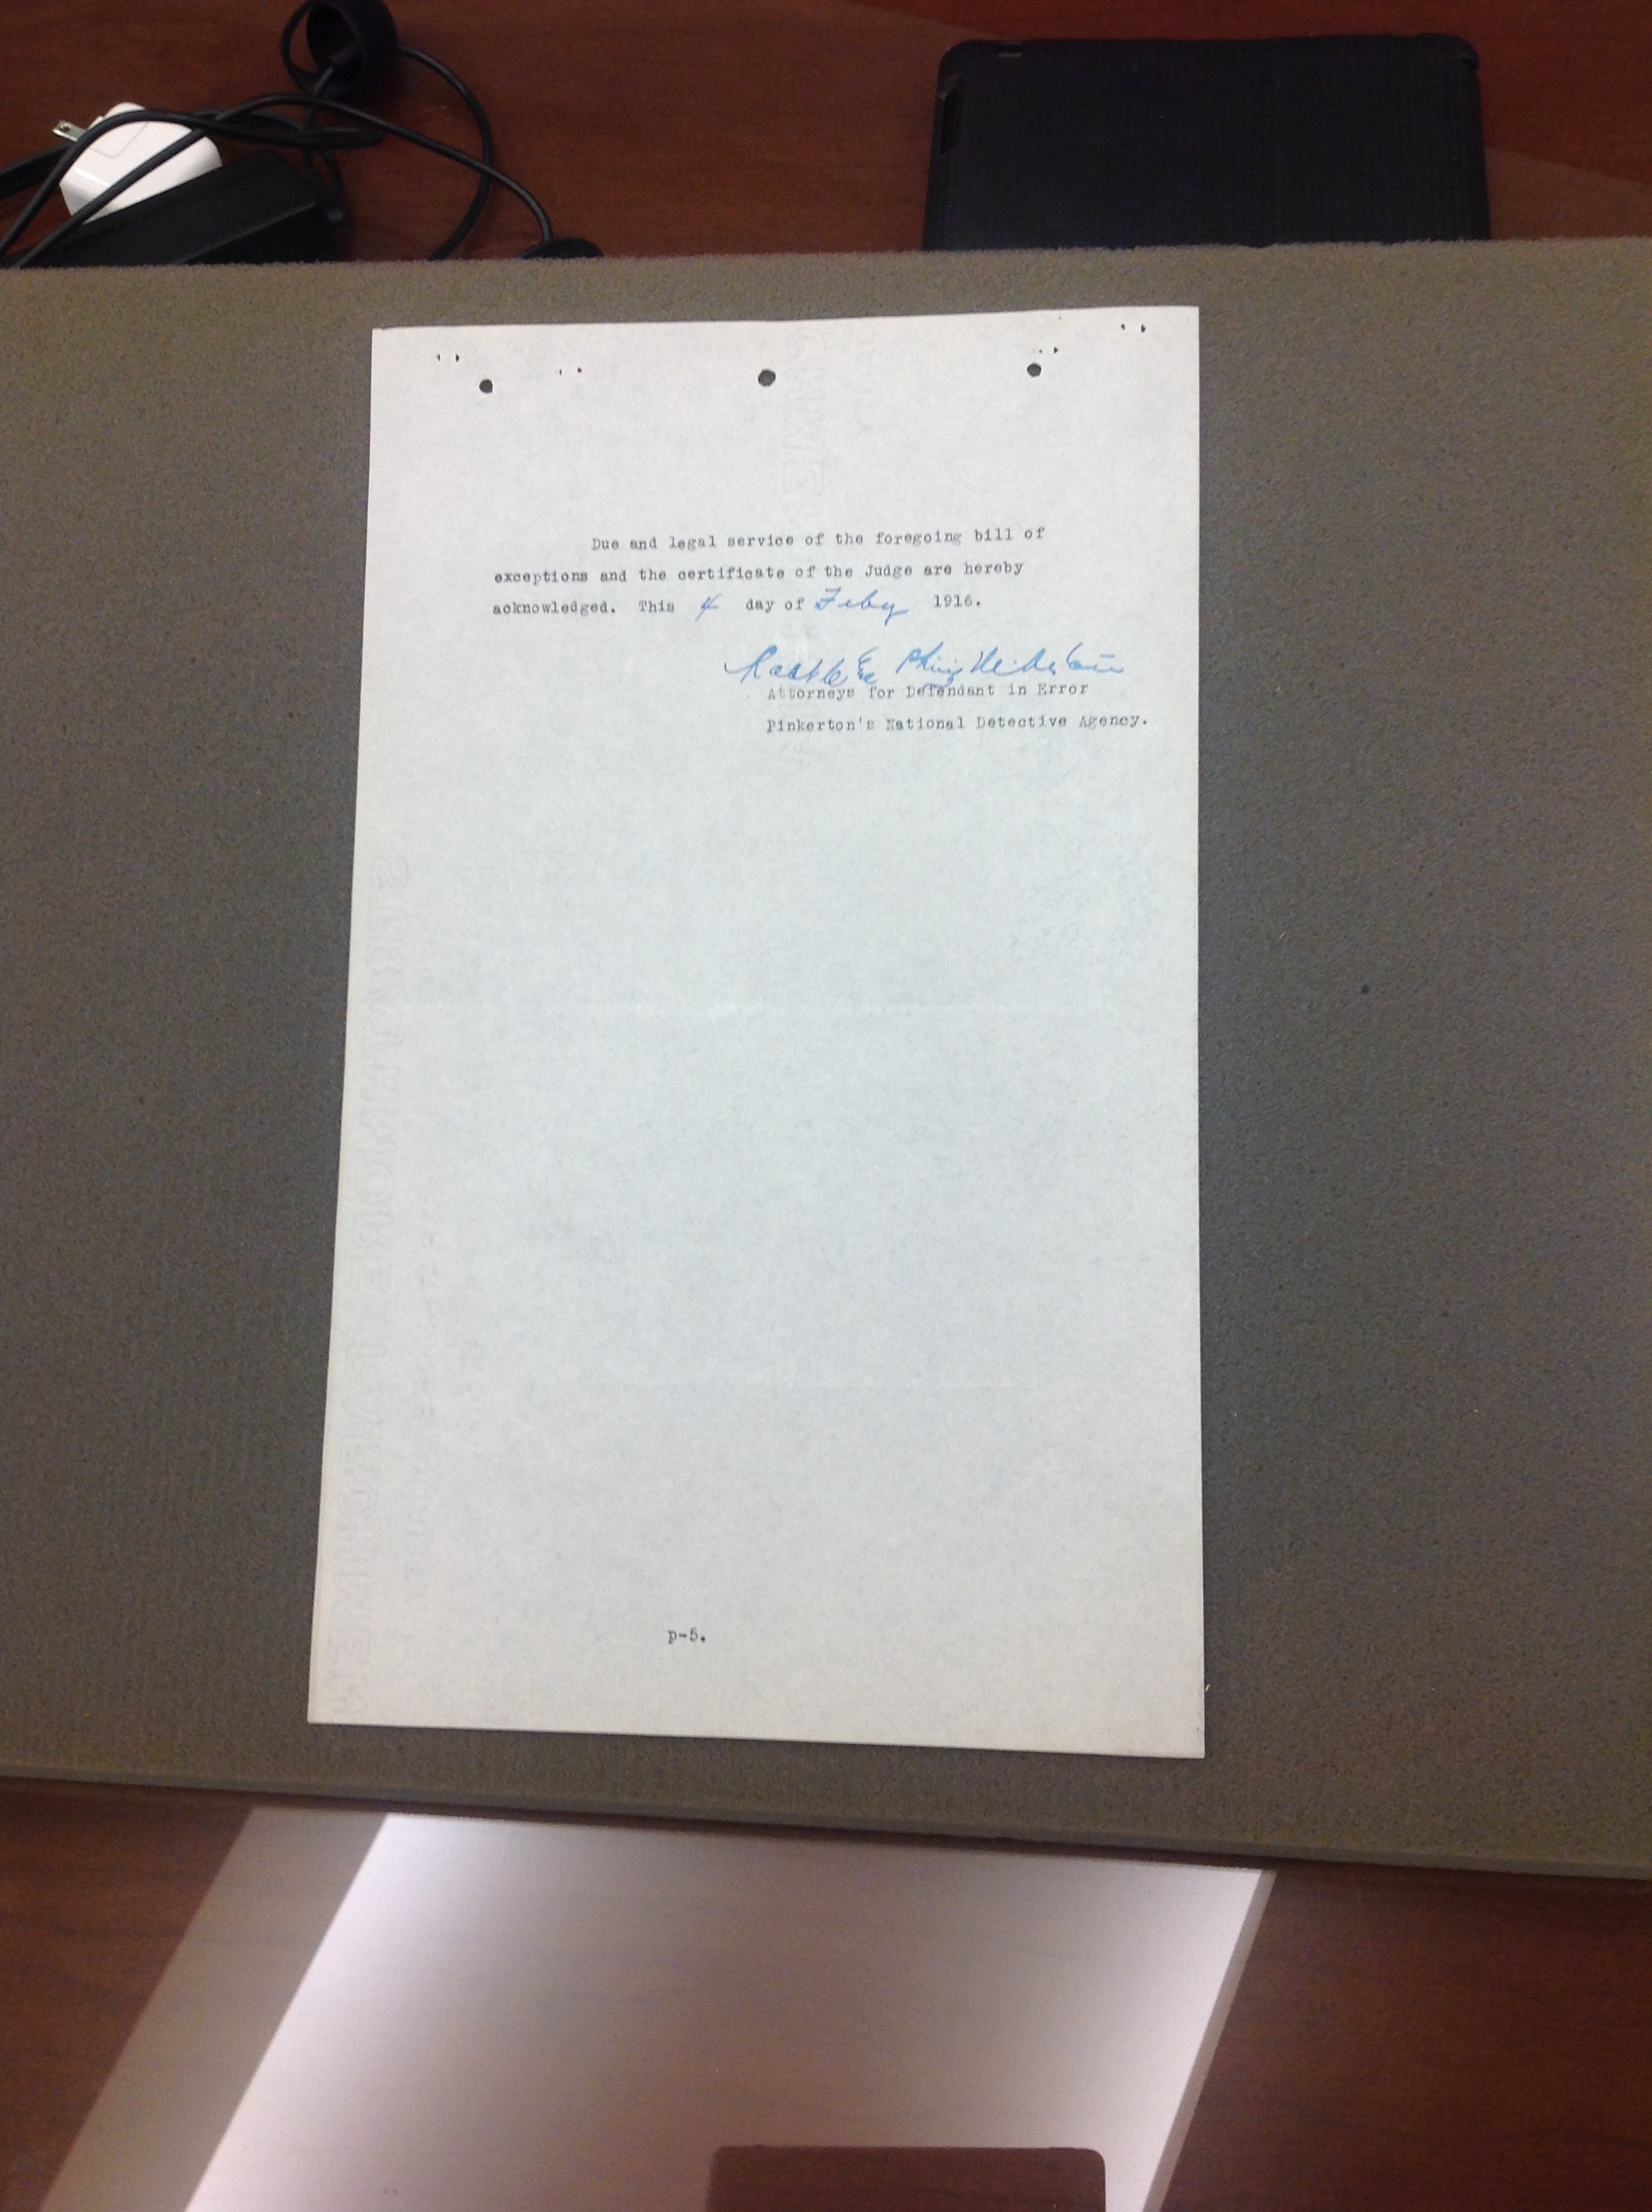 Due and legal service of the foregoing bill of
exceptions and the certificate of the Judge are hereby
acknowledged. This 4 day of Feby 1916.
Attorneys for Defendant in Error
Pinkerton's National Detective Agency.
p-5.